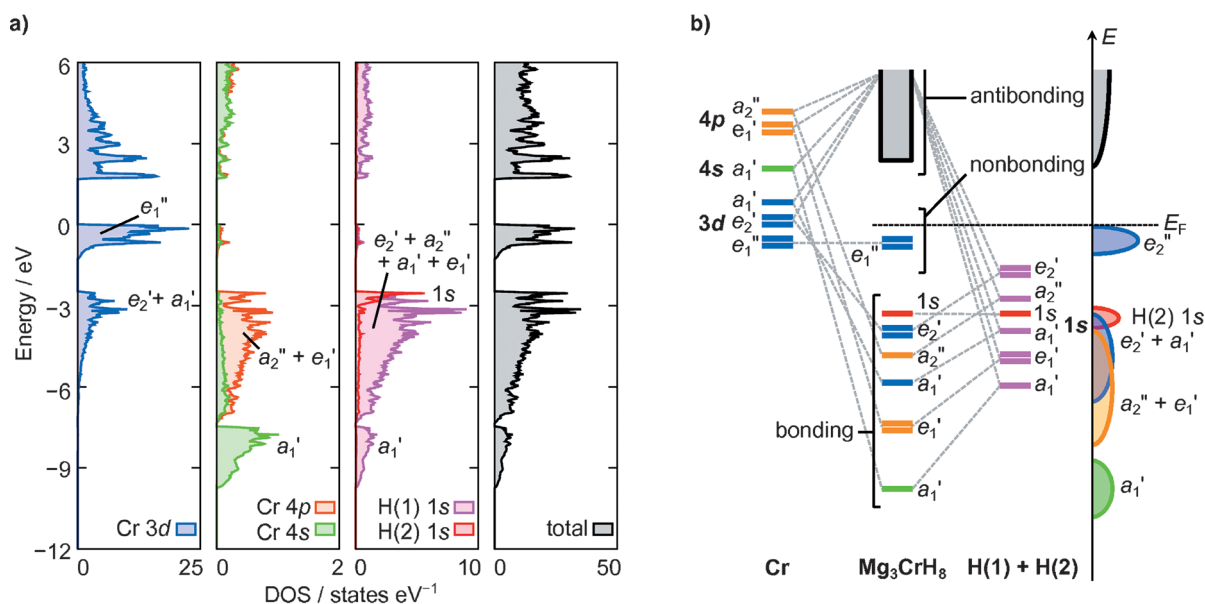 a)
Energy / eV
6
3
0
−3
−6
−9
−12
e₁"
e₂'+ a₁'
Cr 3d
0
25
a₂" + e₁'
a₁'
Cr 4p
Cr 4s
0
2
e₂' + a₂"
+ a₁' + e₁'
1s
a₁'
H(1) 1s
H(2) 1s
0
10
total
0
50
DOS / states eV⁻¹
b)
E
antibonding
nonbonding
bonding
4p
a₂"
e₁'
4s
a₁'
3d
a₁'
e₂'
e₁"
e₁"
1s
e₂'
a₂"
a₁'
e₁'
a₁'
e₂'
a₂"
1s
a₁'
e₁'
a₁'
1s
E_F
e₂"
H(2) 1s
e₂' + a₁'
a₂" + e₁'
a₁'
Cr
Mg₃CrH₈
H(1) + H(2)